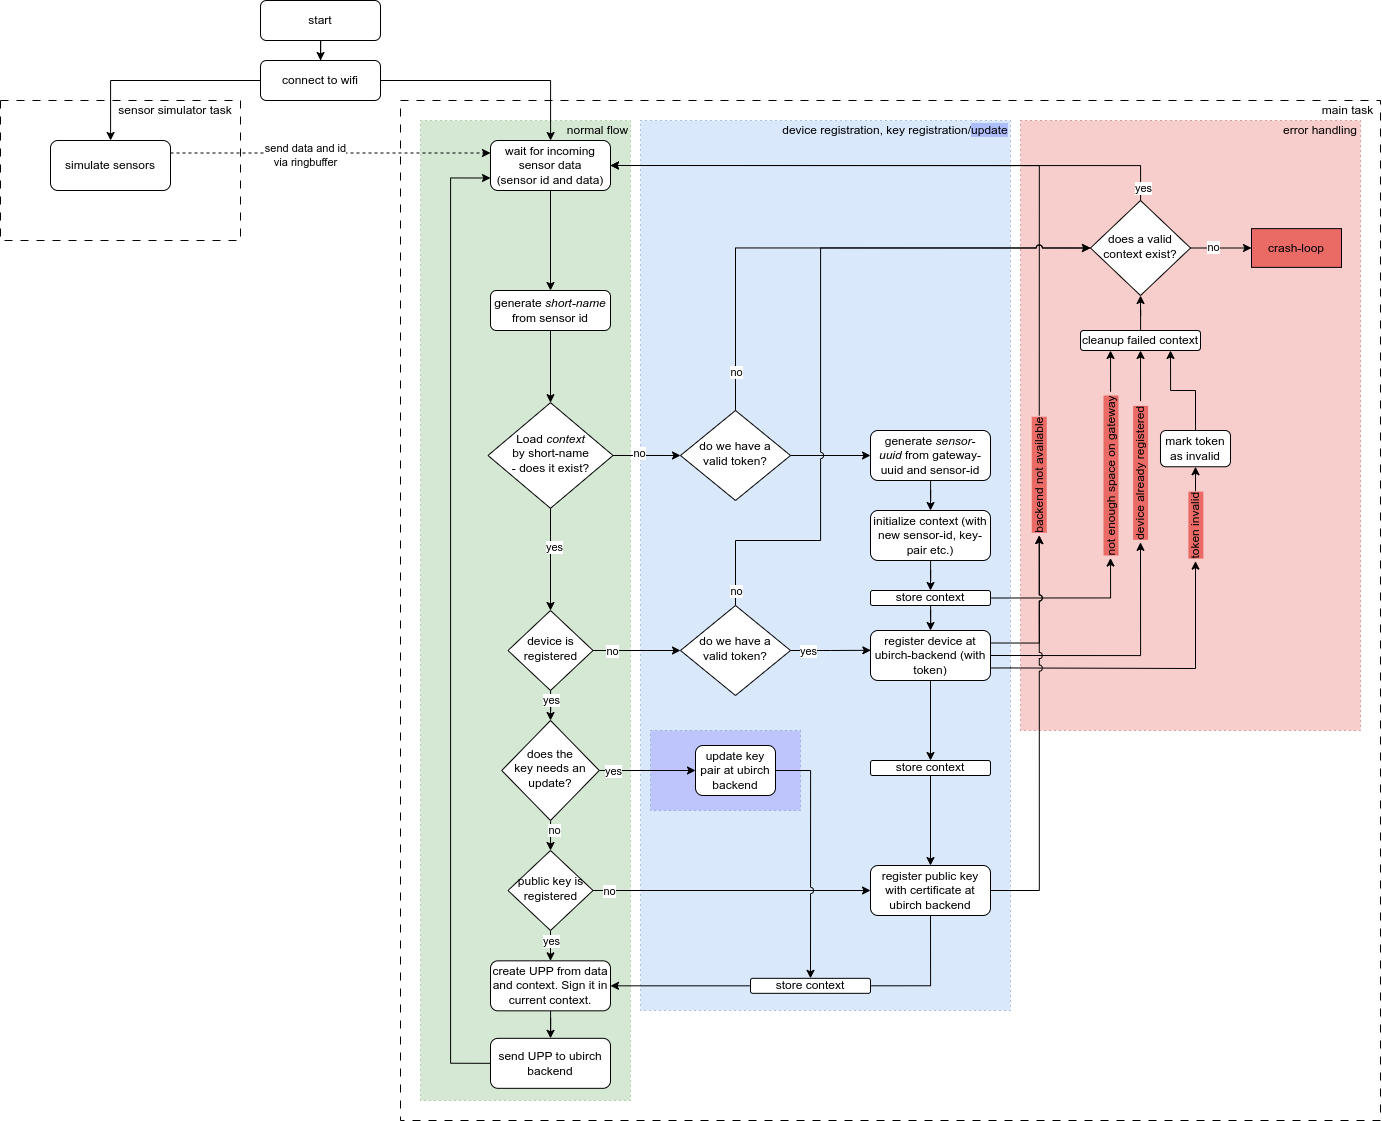 start
connect to wifi
sensor simulator task
simulate sensors
send data and id
via ringbuffer
main task
normal flow
wait for incoming
sensor data
(sensor id and data)
generate short-name
from sensor id
Load context
by short-name
- does it exist?
no
yes
device is
registered
no
yes
does the
key needs an
update?
yes
no
public key is
registered
no
yes
create UPP from data
and context. Sign it in
current context.
send UPP to ubirch
backend
device registration, key registration/update
no
do we have a
valid token?
no
do we have a
valid token?
yes
update key
pair at ubirch
backend
generate sensor-
uuid from gateway-
uuid and sensor-id
initialize context (with
new sensor-id, key-
pair etc.)
store context
register device at
ubirch-backend (with
token)
store context
register public key
with certificate at
ubirch backend
store context
error handling
yes
does a valid
context exist?
no
crash-loop
cleanup failed context
mark token
as invalid
backend not available
not enough space on gateway
device already registered
token invalid